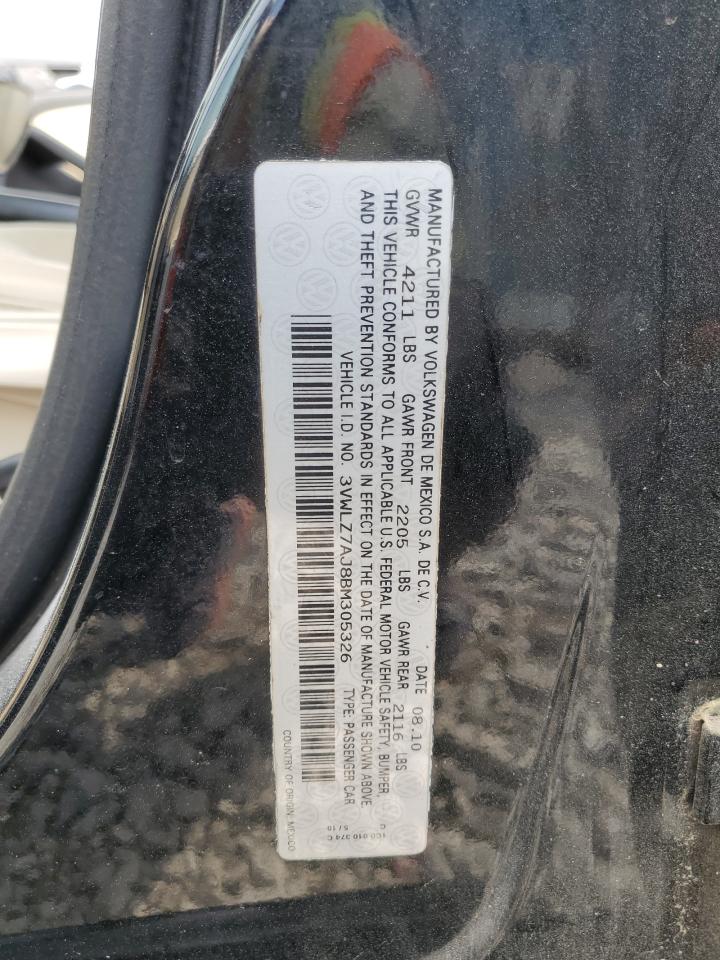 MANUFACTURED BY VOLKSWAGEN DE MEXICO S.A. DE C.V. DATE 08.10
GVWR 4211 LBS GAWR FRONT 2205 LBS GAWR REAR 2116 LBS
THIS VEHICLE CONFORMS TO ALL APPLICABLE U.S. FEDERAL MOTOR VEHICLE SAFETY, BUMPER
AND THEFT PREVENTION STANDARDS IN EFFECT ON THE DATE OF MANUFACTURE SHOWN ABOVE.
VEHICLE I.D. NO. 3VWLZ7AJ8BM305326 TYPE: PASSENGER CAR
COUNTRY OF ORIGIN: MEXICO
5/10